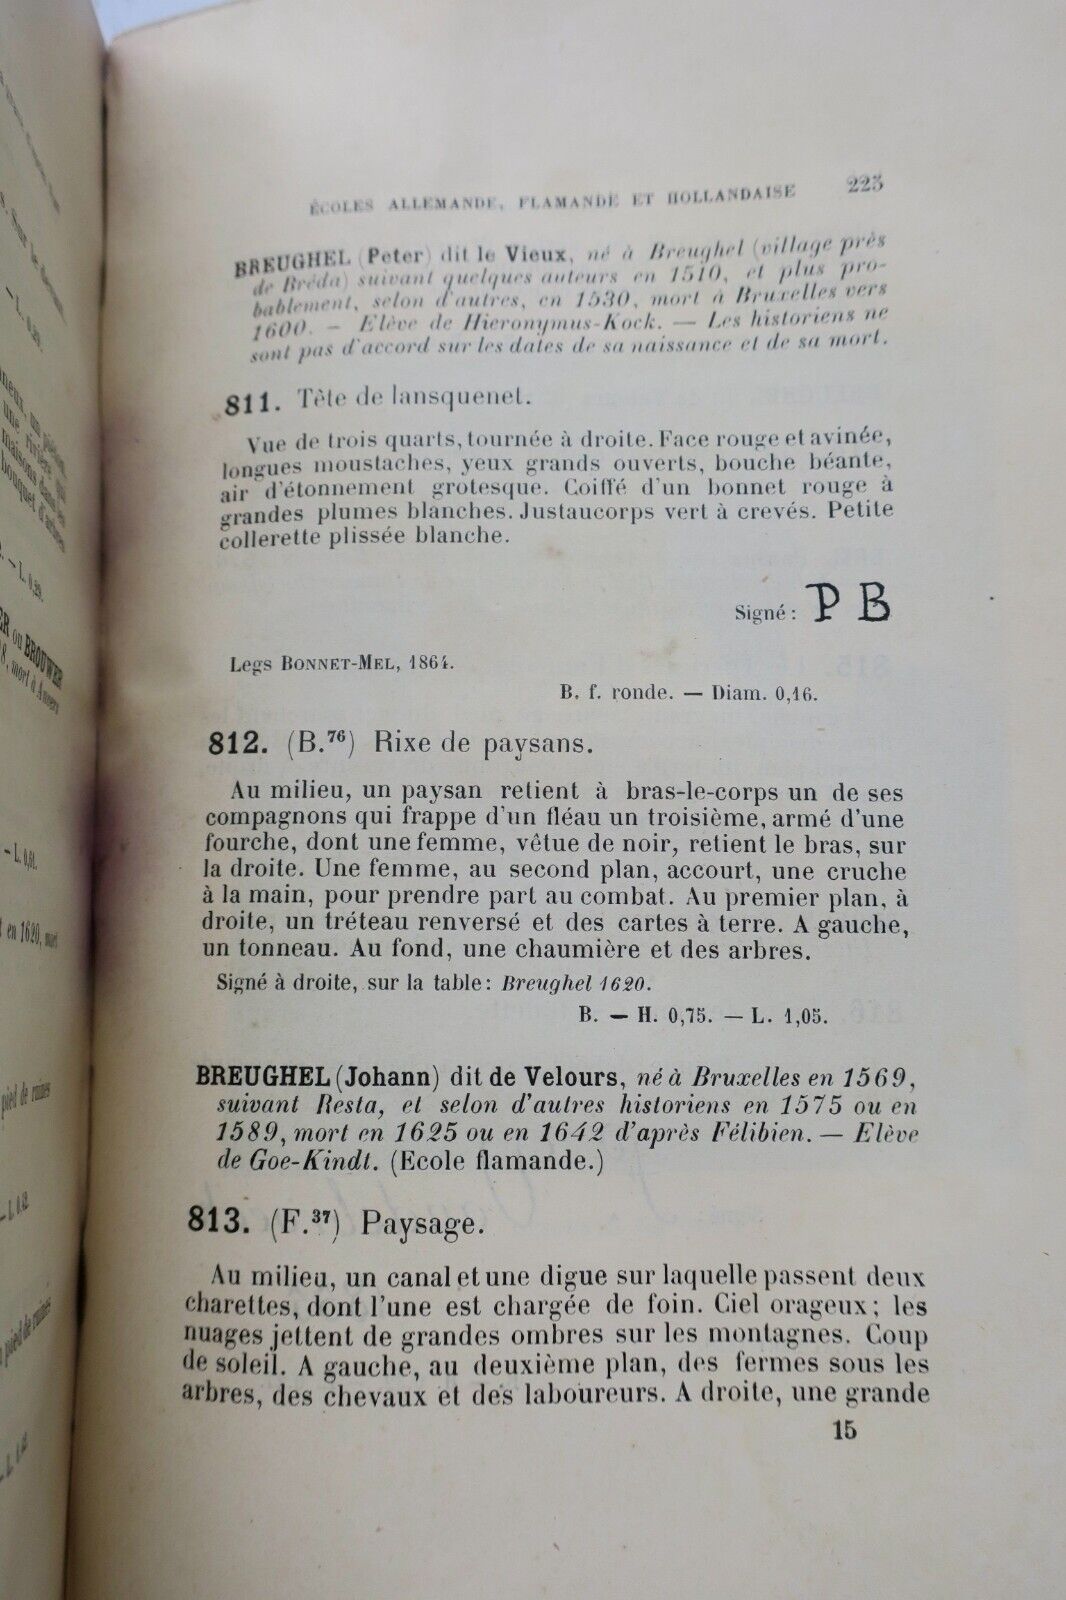 ÉCOLES ALLEMANDE, FLAMANDE ET HOLLANDAISE 225
BREUGHEL (Peter) dit le Vieux, né à Breughel (village près
de Bréda) suivant quelques auteurs en 1510, et plus pro-
bablement, selon d'autres, en 1530, mort à Bruxelles vers
1600. — Elève de Hieronymus-Kock. — Les historiens ne
sont pas d'accord sur les dates de sa naissance et de sa mort.
811. Tête de lansquenet.
Vue de trois quarts, tournée à droite. Face rouge et avinée,
longues moustaches, yeux grands ouverts, bouche béante,
air d'étonnement grotesque. Coiffé d'un bonnet rouge à
grandes plumes blanches. Justaucorps vert à crevés. Petite
collerette plissée blanche.
Signé : P B
Legs BONNET-MEL, 1864.
B. f. ronde. — Diam. 0,16.
812. (B.76) Rixe de paysans.
Au milieu, un paysan retient à bras-le-corps un de ses
compagnons qui frappe d'un fléau un troisième, armé d'une
fourche, dont une femme, vêtue de noir, retient le bras, sur
la droite. Une femme, au second plan, accourt, une cruche
à la main, pour prendre part au combat. Au premier plan, à
droite, un tréteau renversé et des cartes à terre. A gauche,
un tonneau. Au fond, une chaumière et des arbres.
Signé à droite, sur la table : Breughel 1620.
B. — H. 0,75. — L. 1,05.
BREUGHEL (Johann) dit de Velours, né à Bruxelles en 1569,
suivant Resta, et selon d'autres historiens en 1575 ou en
1589, mort en 1625 ou en 1642 d'après Félibien. — Elève
de Goe-Kindt. (Ecole flamande.)
813. (F.37) Paysage.
Au milieu, un canal et une digue sur laquelle passent deux
charettes, dont l'une est chargée de foin. Ciel orageux ; les
nuages jettent de grandes ombres sur les montagnes. Coup
de soleil. A gauche, au deuxième plan, des fermes sous les
arbres, des chevaux et des laboureurs. A droite, une grande
15